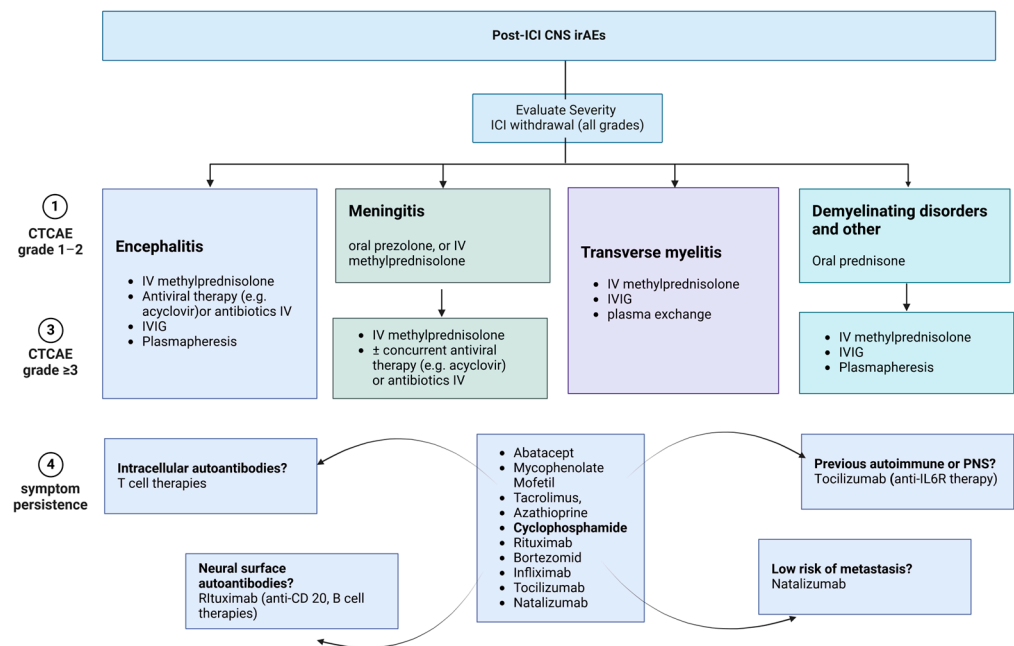 Post-ICI CNS irAEs
Evaluate Severity
ICI withdrawal (all grades)
1
CTCAE
grade 1–2
Encephalitis
• IV methylprednisolone
• Antiviral therapy (e.g.
acyclovir)or antibiotics IV
• IVIG
• Plasmapheresis
Meningitis
oral prezolone, or IV
methylprednisolone
Transverse myelitis
• IV methylprednisolone
• IVIG
• plasma exchange
Demyelinating disorders
and other
Oral prednisone
3
CTCAE
grade ≥3
• IV methylprednisolone
• ± concurrent antiviral
therapy (e.g. acyclovir)
or antibiotics IV
• IV methylprednisolone
• IVIG
• Plasmapheresis
4
symptom
persistence
Intracellular autoantibodies?
T cell therapies
Neural surface
autoantibodies?
RItuximab (anti-CD 20, B cell
therapies)
• Abatacept
• Mycophenolate
Mofetil
• Tacrolimus,
• Azathioprine
• Cyclophosphamide
• Rituximab
• Bortezomid
• Infliximab
• Tocilizumab
• Natalizumab
Previous autoimmune or PNS?
Tocilizumab (anti-IL6R therapy)
Low risk of metastasis?
Natalizumab